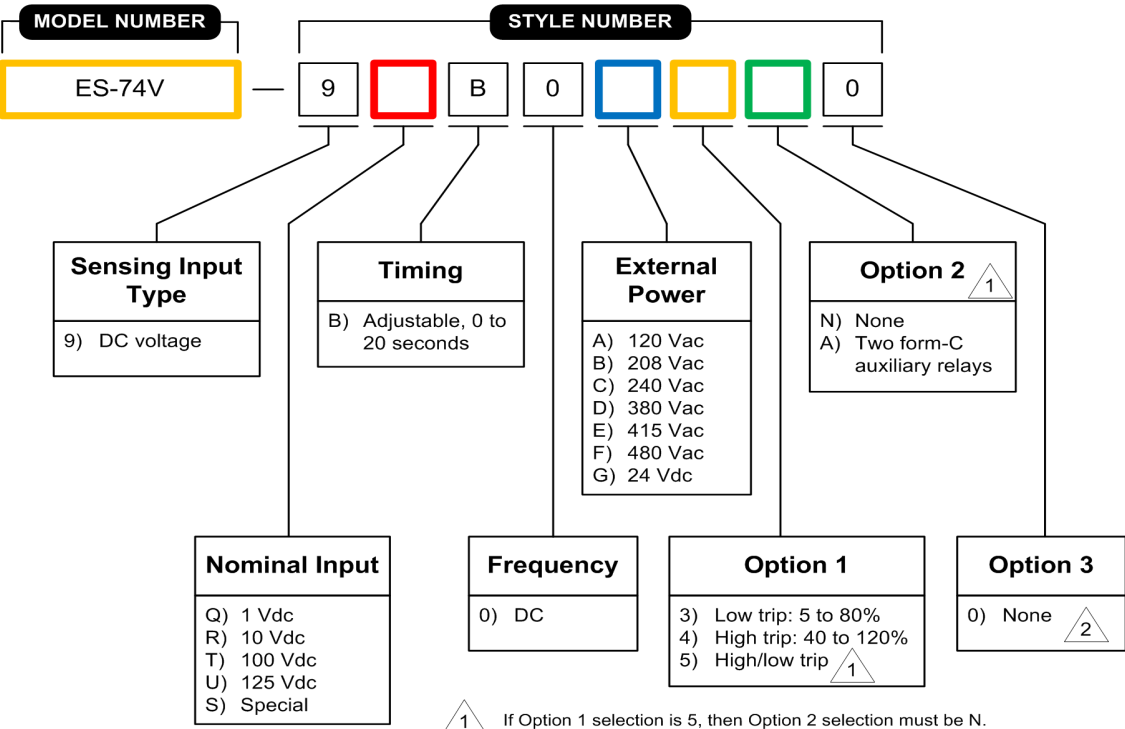 MODEL NUMBER
STYLE NUMBER
ES-74V — 9 B 0 0
Sensing Input
Type
9) DC voltage
Timing
B) Adjustable, 0 to
20 seconds
External
Power
A) 120 Vac
B) 208 Vac
C) 240 Vac
D) 380 Vac
E) 415 Vac
F) 480 Vac
G) 24 Vdc
Option 2 1
N) None
A) Two form-C
auxiliary relays
Nominal Input
Q) 1 Vdc
R) 10 Vdc
T) 100 Vdc
U) 125 Vdc
S) Special
Frequency
0) DC
Option 1
3) Low trip: 5 to 80%
4) High trip: 40 to 120%
5) High/low trip 1
Option 3
0) None 2
1 If Option 1 selection is 5, then Option 2 selection must be N.